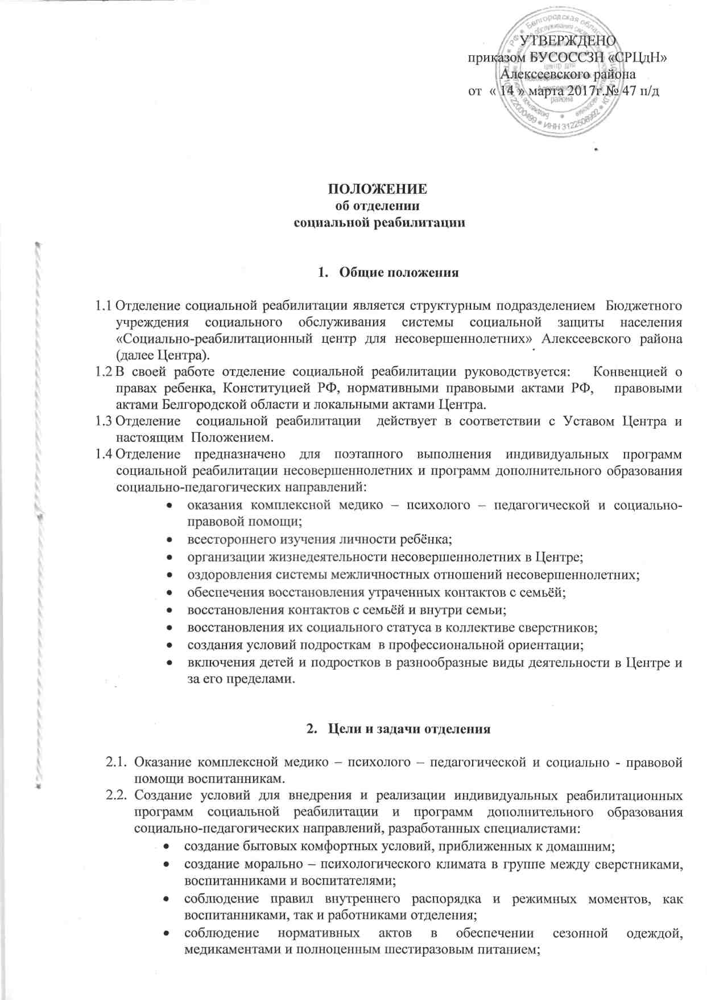 УТВЕРЖДЕНО
приказом БУСОССЗН «СРЦдН»
Алексеевского района
от « 14 » марта 2017г.№ 47 п/д
Белгородская
ИНН 3122506992
центр для
района
ПОЛОЖЕНИЕ
об отделении
социальной реабилитации
1. Общие положения
1.1 Отделение социальной реабилитации является структурным подразделением Бюджетного
учреждения социального обслуживания системы социальной защиты населения
«Социально-реабилитационный центр для несовершеннолетних» Алексеевского района
(далее Центра).
1.2 В своей работе отделение социальной реабилитации руководствуется: Конвенцией о
правах ребенка, Конституцией РФ, нормативными правовыми актами РФ, правовыми
актами Белгородской области и локальными актами Центра.
1.3 Отделение социальной реабилитации действует в соответствии с Уставом Центра и
настоящим Положением.
1.4 Отделение предназначено для поэтапного выполнения индивидуальных программ
социальной реабилитации несовершеннолетних и программ дополнительного образования
социально-педагогических направлений:
• оказания комплексной медико – психолого – педагогической и социально-
правовой помощи;
• всестороннего изучения личности ребёнка;
• организации жизнедеятельности несовершеннолетних в Центре;
• оздоровления системы межличностных отношений несовершеннолетних;
• обеспечения восстановления утраченных контактов с семьёй;
• восстановления контактов с семьёй и внутри семьи;
• восстановления их социального статуса в коллективе сверстников;
• создания условий подросткам в профессиональной ориентации;
• включения детей и подростков в разнообразные виды деятельности в Центре и
за его пределами.
2. Цели и задачи отделения
2.1. Оказание комплексной медико – психолого – педагогической и социально - правовой
помощи воспитанникам.
2.2. Создание условий для внедрения и реализации индивидуальных реабилитационных
программ социальной реабилитации и программ дополнительного образования
социально-педагогических направлений, разработанных специалистами:
• создание бытовых комфортных условий, приближенных к домашним;
• создание морально – психологического климата в группе между сверстниками,
воспитанниками и воспитателями;
• соблюдение правил внутреннего распорядка и режимных моментов, как
воспитанниками, так и работниками отделения;
• соблюдение нормативных актов в обеспечении сезонной одеждой,
медикаментами и полноценным шестиразовым питанием;